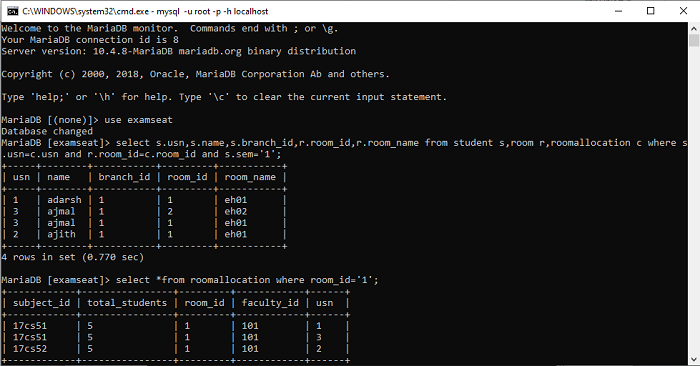 C:\WINDOWS\system32\cmd.exe - mysql  -u root -p -h localhost
Welcome to the MariaDB monitor.  Commands end with ; or \g.
Your MariaDB connection id is 8
Server version: 10.4.8-MariaDB mariadb.org binary distribution
Copyright (c) 2000, 2018, Oracle, MariaDB Corporation Ab and others.
Type 'help;' or '\h' for help. Type '\c' to clear the current input statement.
MariaDB [(none)]> use examseat
Database changed
MariaDB [examseat]> select s.usn,s.name,s.branch_id,r.room_id,r.room_name from student s,room r,roomallocation c where s
.usn=c.usn and r.room_id=c.room_id and s.sem='1';
+-----+--------+-----------+---------+-----------+
| usn | name   | branch_id | room_id | room_name |
+-----+--------+-----------+---------+-----------+
| 1   | adarsh | 1         | 1       | eh01      |
| 3   | ajmal  | 1         | 2       | eh02      |
| 3   | ajmal  | 1         | 1       | eh01      |
| 2   | ajith  | 1         | 1       | eh01      |
+-----+--------+-----------+---------+-----------+
4 rows in set (0.770 sec)
MariaDB [examseat]> select *from roomallocation where room_id='1';
+------------+----------------+---------+------------+------+
| subject_id | total_students | room_id | faculty_id | usn  |
+------------+----------------+---------+------------+------+
| 17cs51     | 5              | 1       | 101        | 1    |
| 17cs51     | 5              | 1       | 101        | 3    |
| 17cs52     | 5              | 1       | 101        | 2    |
+------------+----------------+---------+------------+------+